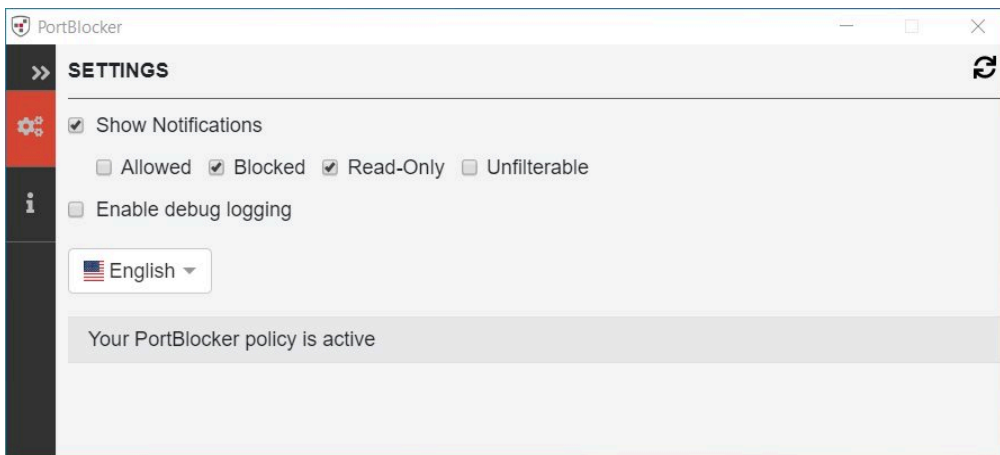 PortBlocker
SETTINGS
Show Notifications
Allowed Blocked Read-Only Unfilterable
Enable debug logging
English
Your PortBlocker policy is active